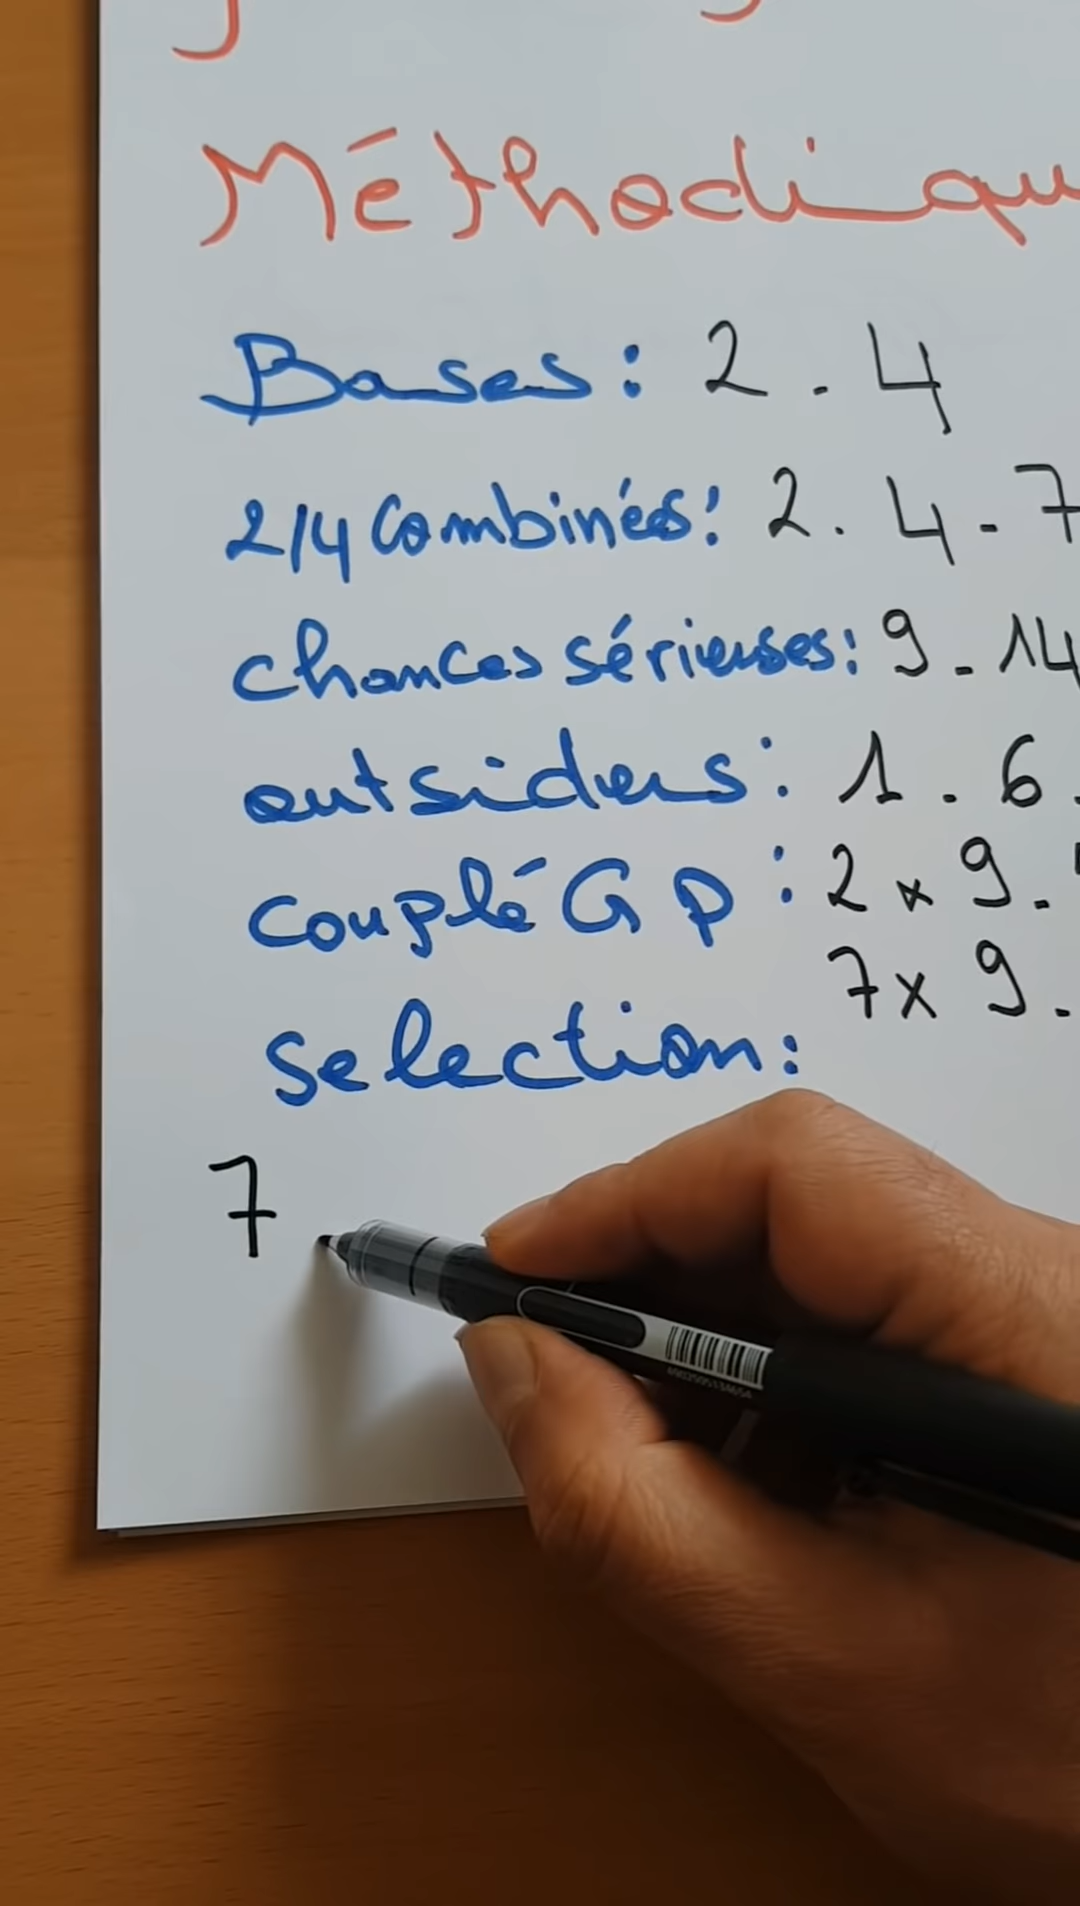 Méthodiqu
Bases: 2 . 4
2/4 Combinées: 2. 4 - 7
chances sérieuses: 9 - 14
outsiders: 1 . 6 .
couplé G P : 2 x 9 .
7 x 9 .
selection:
7